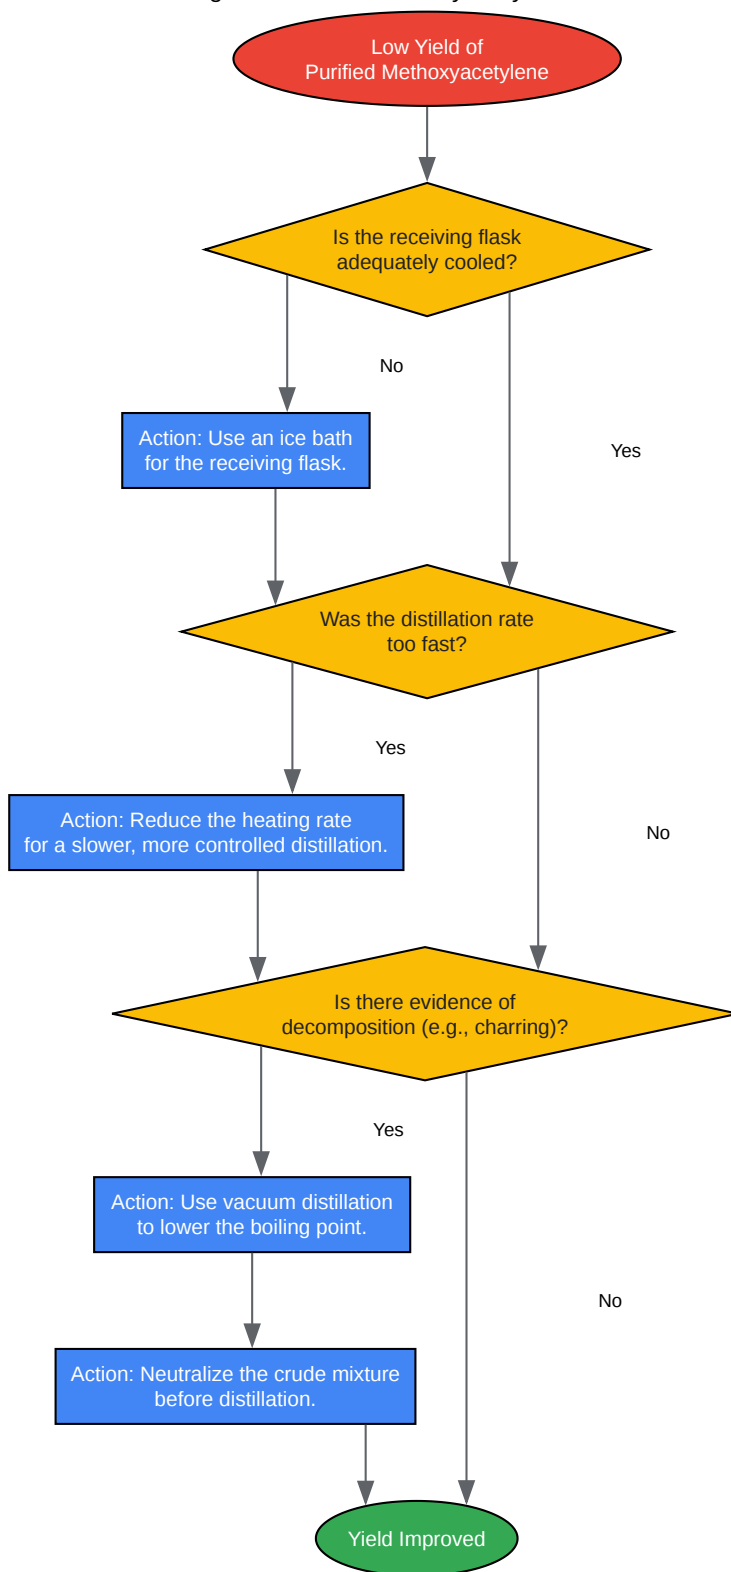 Low Yield of
Purified Methoxyacetylene
Is the receiving flask
adequately cooled?
No
Action: Use an ice bath
for the receiving flask.
Yes
Was the distillation rate
too fast?
Yes
Action: Reduce the heating rate
for a slower, more controlled distillation.
No
Is there evidence of
decomposition (e.g., charring)?
Yes
Action: Use vacuum distillation
to lower the boiling point.
No
Action: Neutralize the crude mixture
before distillation.
Yield Improved